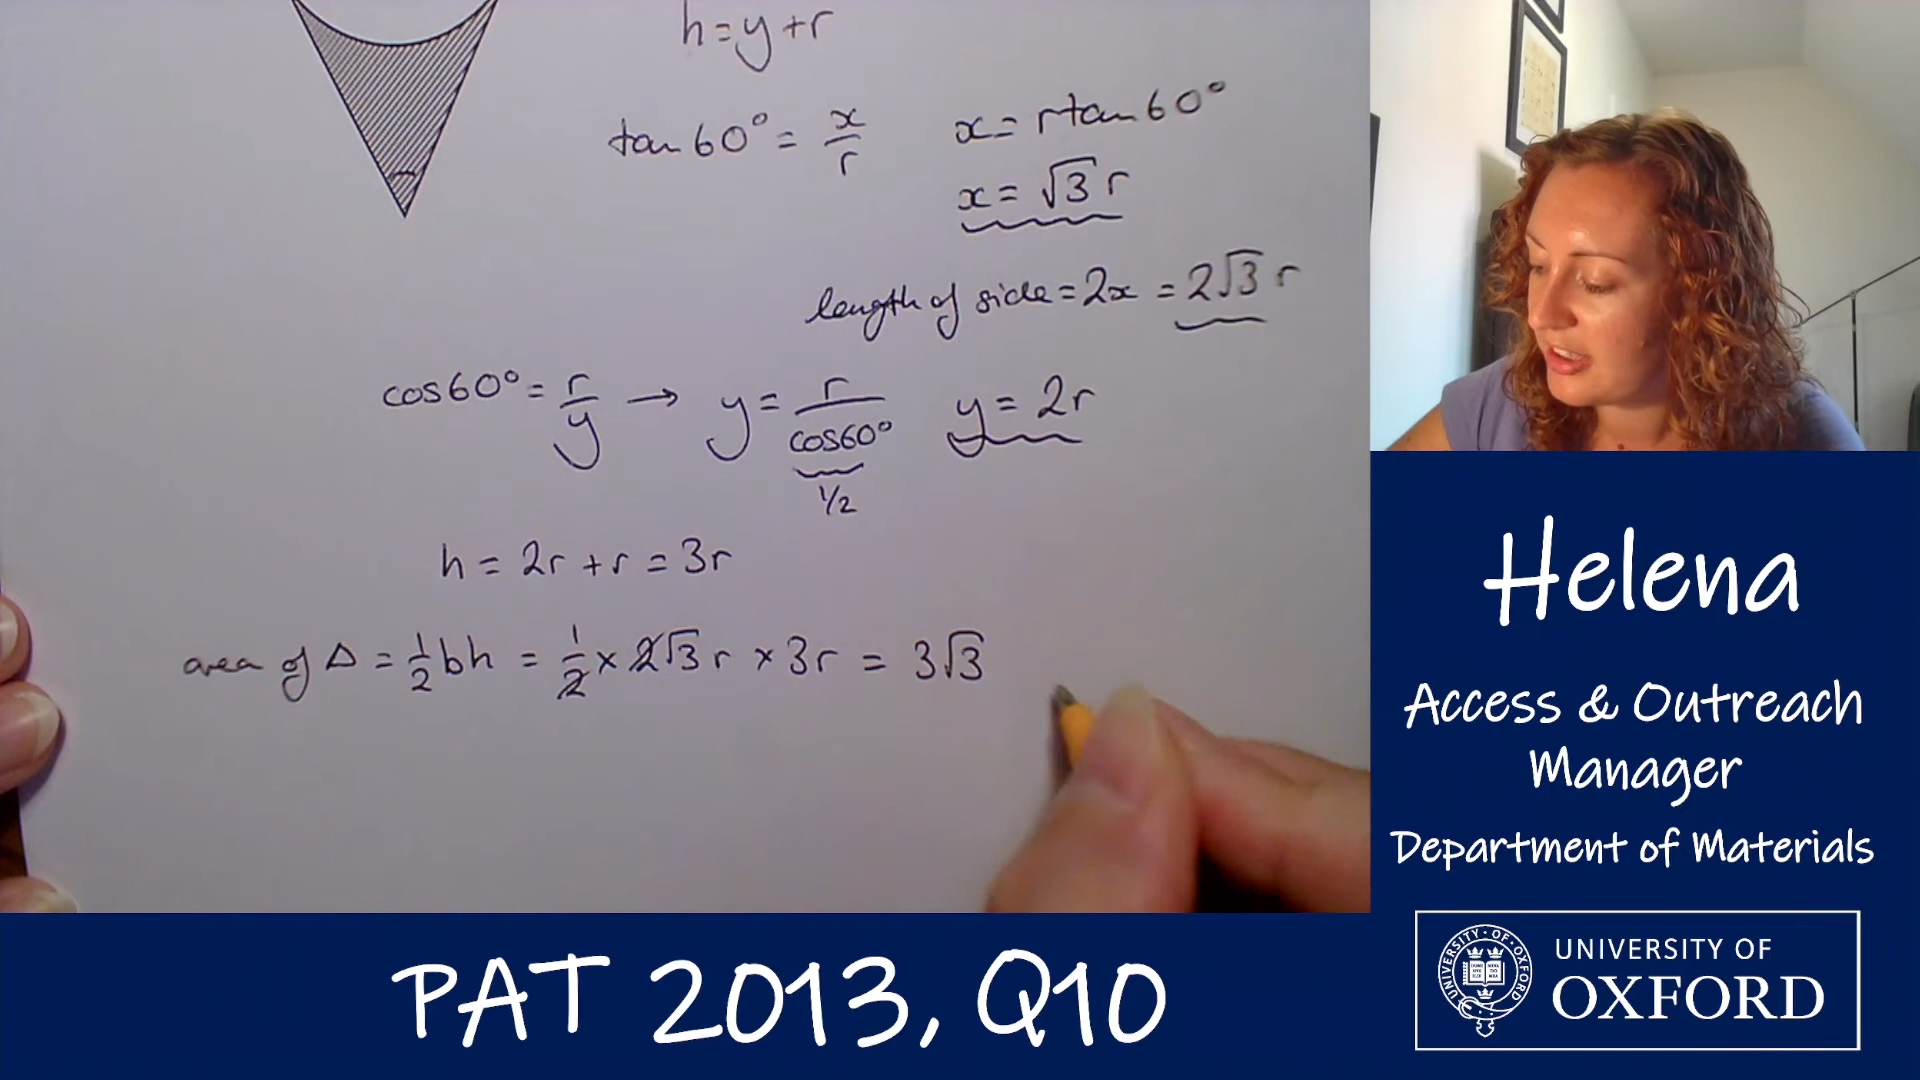 h = y + r
tan 60° = x/r x = r tan 60°
x = √3 r
length of side = 2x = 2√3 r
cos 60° = r/y → y = r/cos60° y = 2r
1/2
h = 2r + r = 3r
area of △ = 1/2 bh = 1/2 × 2√3 r × 3r = 3√3
Helena
Access & Outreach
Manager
Department of Materials
UNIVERSITY OF
OXFORD
PAT 2013, Q10